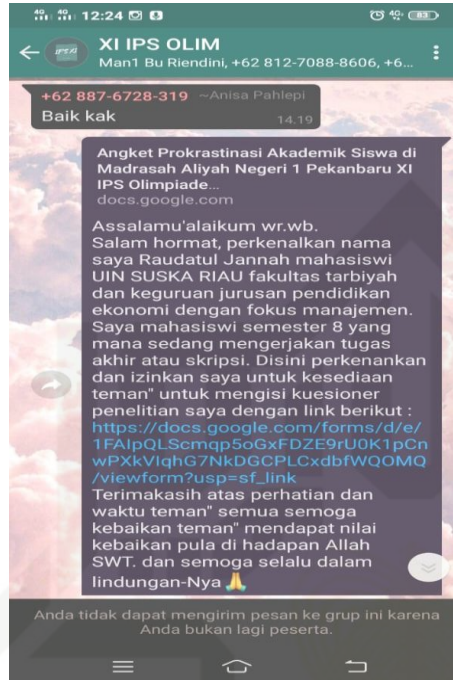 4G 4G 12:24 4G 83
XI IPS OLIM
Man1 Bu Riendini, +62 812-7088-8606, +6...
+62 887-6728-319 ~Anisa Pahlepi
Baik kak
14.19
Angket Prokrastinasi Akademik Siswa di
Madrasah Aliyah Negeri 1 Pekanbaru XI
IPS Olimpiade...
docs.google.com
Assalamu'alaikum wr.wb.
Salam hormat, perkenalkan nama
saya Raudatul Jannah mahasiswi
UIN SUSKA RIAU fakultas tarbiyah
dan keguruan jurusan pendidikan
ekonomi dengan fokus manajemen.
Saya mahasiswi semester 8 yang
mana sedang mengerjakan tugas
akhir atau skripsi. Disini perkenankan
dan izinkan saya untuk kesediaan
teman" untuk mengisi kuesioner
penelitian saya dengan link berikut :
https://docs.google.com/forms/d/e/
1FAIpQLScmqp5oGxFDZE9rU0K1pCn
wPXkVIqhG7NkDGCPLCxdbfWQOMQ
/viewform?usp=sf_link
Terimakasih atas perhatian dan
waktu teman" semua semoga
kebaikan teman" mendapat nilai
kebaikan pula di hadapan Allah
SWT. dan semoga selalu dalam
lindungan-Nya 🙏
Anda tidak dapat mengirim pesan ke grup ini karena
Anda bukan lagi peserta.